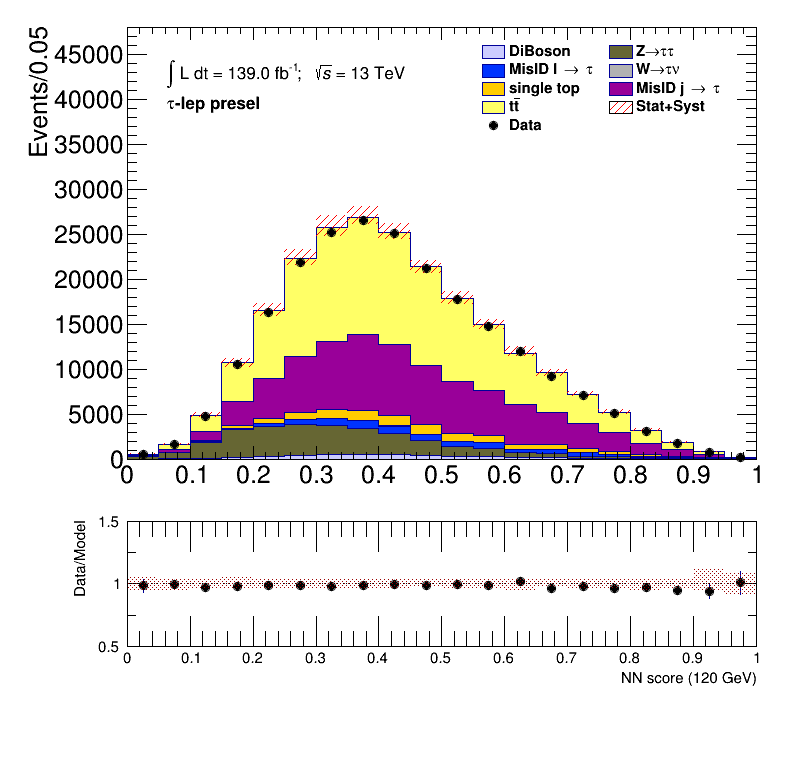 Events/0.05
45000
40000
35000
30000
25000
20000
15000
10000
5000
0
∫ L dt = 139.0 fb⁻¹; √s = 13 TeV
τ-lep presel
DiBoson
MisID l → τ
single top
tt̄
Data
Z→ττ
W→τν
MisID j → τ
Stat+Syst
0 0.1 0.2 0.3 0.4 0.5 0.6 0.7 0.8 0.9 1
Data/Model
1.5
1
0.5
0 0.1 0.2 0.3 0.4 0.5 0.6 0.7 0.8 0.9 1
NN score (120 GeV)